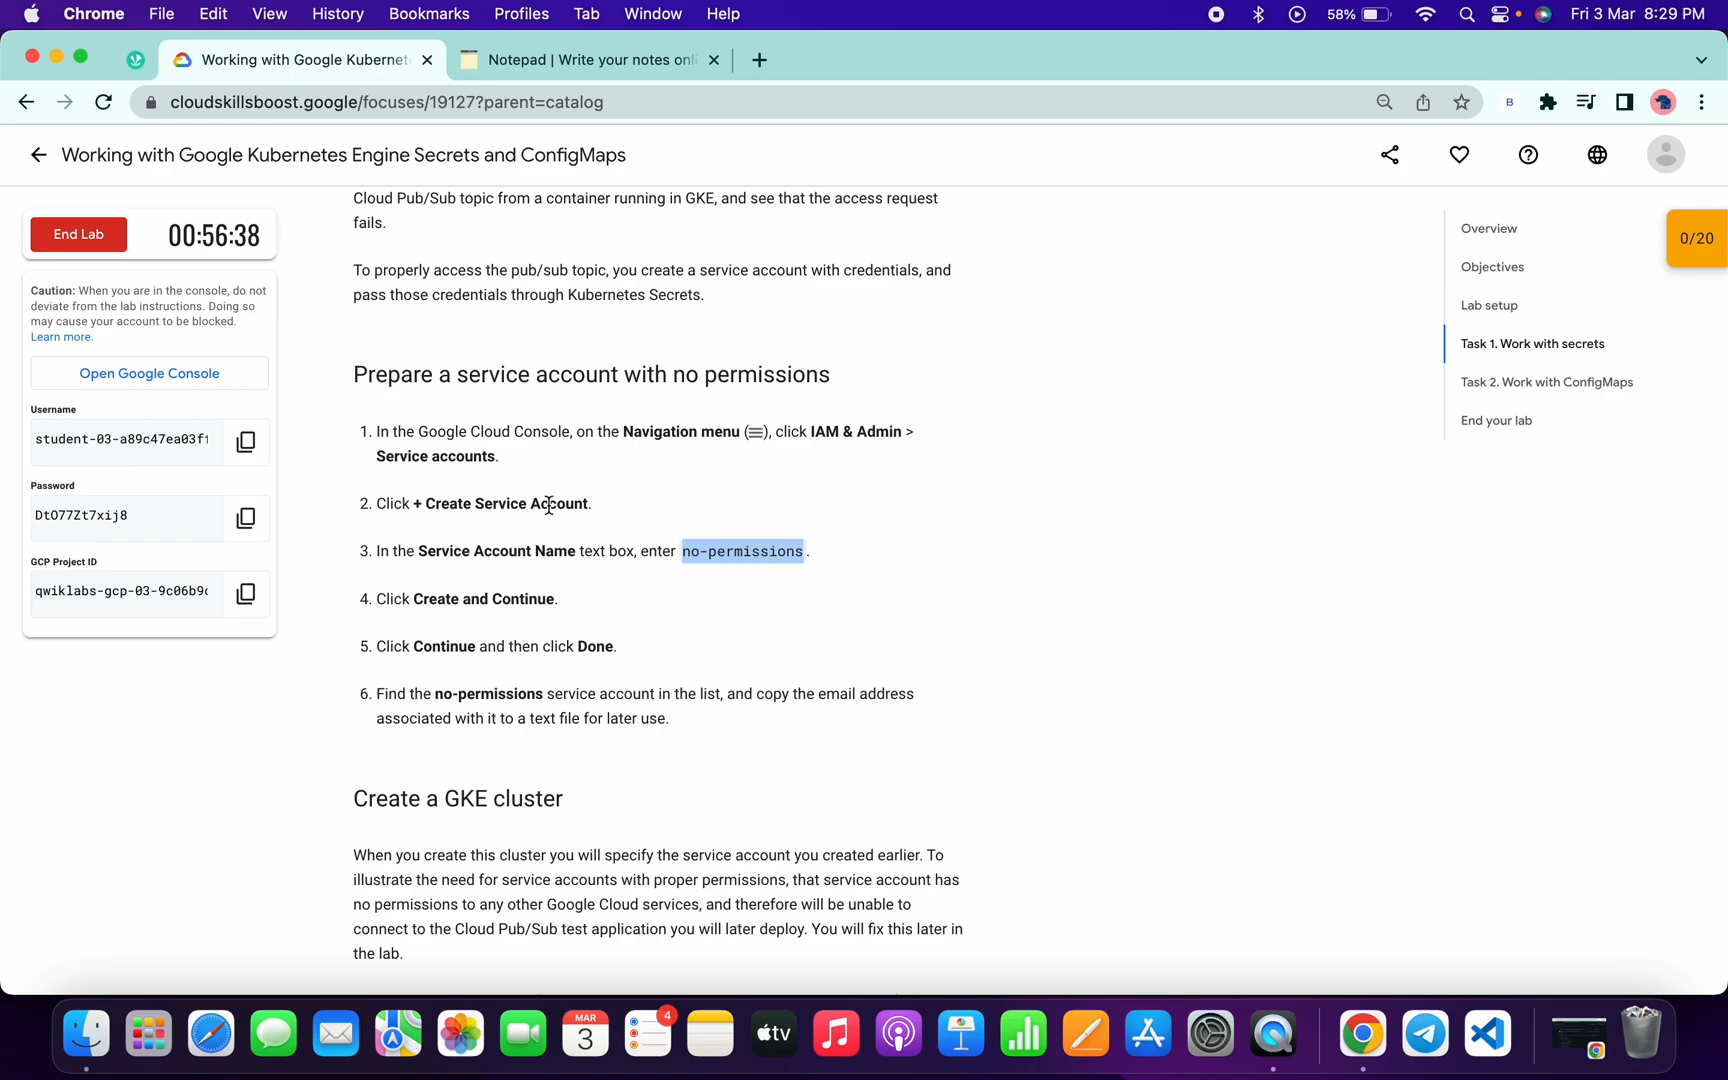 Chrome File Edit View History Bookmarks Profiles Tab Window Help 58% Fri 3 Mar 8:29 PM
Working with Google Kubernet Notepad | Write your notes onli
cloudskillsboost.google/focuses/19127?parent=catalog B
Working with Google Kubernetes Engine Secrets and ConfigMaps
End Lab 00:56:38
Caution: When you are in the console, do not
deviate from the lab instructions. Doing so
may cause your account to be blocked.
Learn more.
Open Google Console
Username
student-03-a89c47ea03f
Password
DtO77Zt7xij8
GCP Project ID
qwiklabs-gcp-03-9c06b9
Cloud Pub/Sub topic from a container running in GKE, and see that the access request
fails.
To properly access the pub/sub topic, you create a service account with credentials, and
pass those credentials through Kubernetes Secrets.
Prepare a service account with no permissions
1. In the Google Cloud Console, on the Navigation menu (), click IAM & Admin >
Service accounts.
2. Click + Create Service Account.
3. In the Service Account Name text box, enter no-permissions.
4. Click Create and Continue.
5. Click Continue and then click Done.
6. Find the no-permissions service account in the list, and copy the email address
associated with it to a text file for later use.
Create a GKE cluster
When you create this cluster you will specify the service account you created earlier. To
illustrate the need for service accounts with proper permissions, that service account has
no permissions to any other Google Cloud services, and therefore will be unable to
connect to the Cloud Pub/Sub test application you will later deploy. You will fix this later in
the lab.
Overview
Objectives
Lab setup
Task 1. Work with secrets
Task 2. Work with ConfigMaps
End your lab
0/20
MAR
3
4
tv